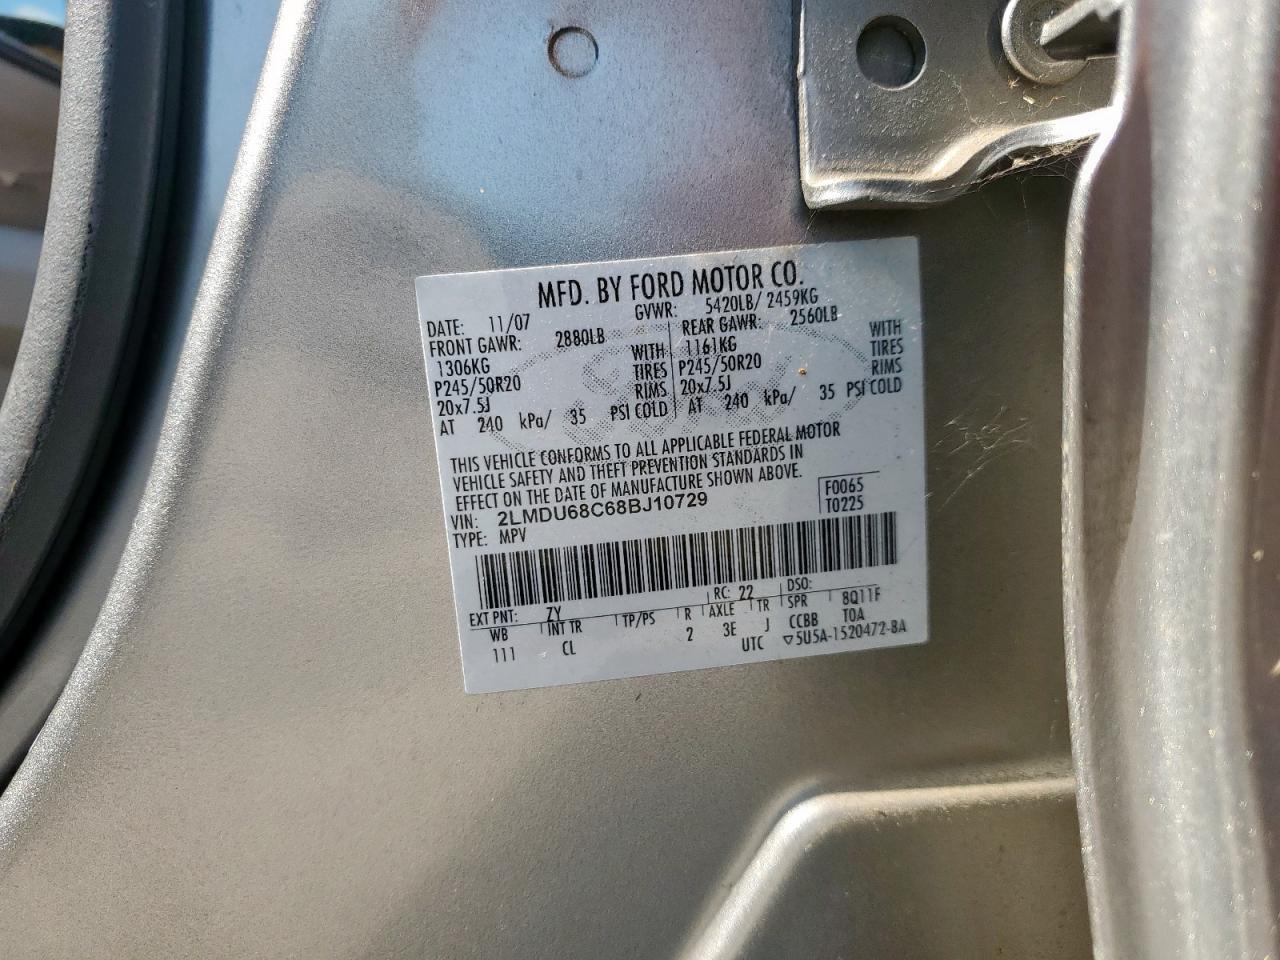 MFD. BY FORD MOTOR CO.
DATE: 11/07 GVWR: 5420LB/ 2459KG
FRONT GAWR: 2880LB REAR GAWR: 2560LB
1306KG WITH 1161KG WITH
P245/50R20 TIRES P245/50R20 TIRES
20x7.5J RIMS 20x7.5J RIMS
AT 240 kPa/ 35 PSI COLD AT 240 kPa/ 35 PSI COLD
THIS VEHICLE CONFORMS TO ALL APPLICABLE FEDERAL MOTOR
VEHICLE SAFETY AND THEFT PREVENTION STANDARDS IN
EFFECT ON THE DATE OF MANUFACTURE SHOWN ABOVE.
VIN: 2LMDU68C68BJ10729 F0065
TYPE: MPV T0225
EXT PNT: ZY RC: 22 DSO:
WB INT TR TP/PS R AXLE TR SPR 8Q11F
111 CL 2 3E J CCBB T0A
UTC ▽5U5A-1520472-BA